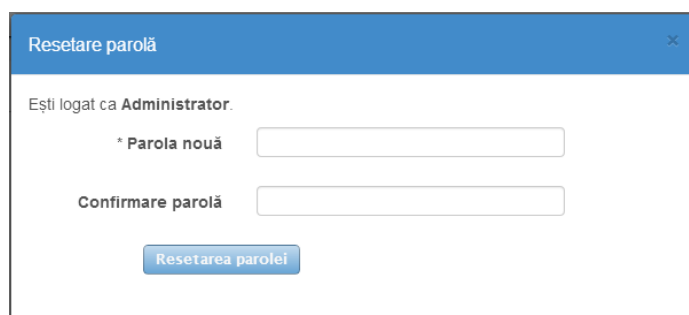 Resetare parolă
×
Ești logat ca Administrator.
* Parola nouă
Confirmare parolă
Resetarea parolei